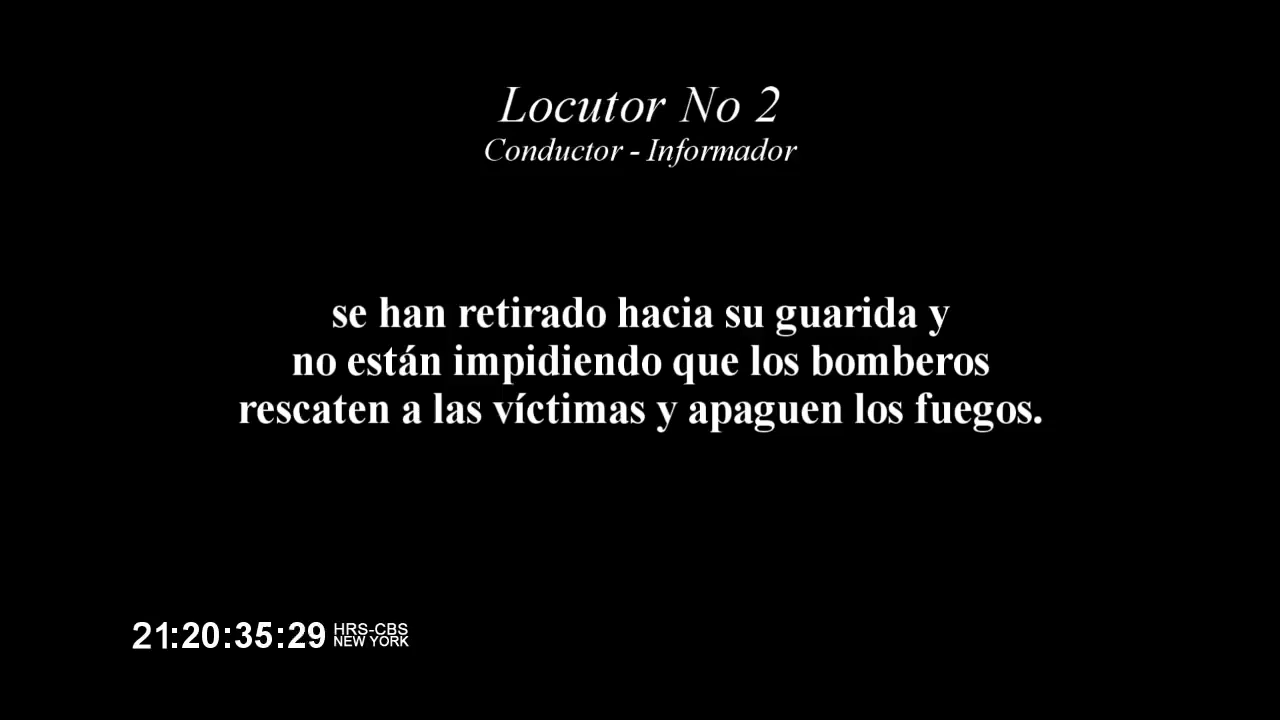 Locutor No 2
Conductor - Informador
se han retirado hacia su guarida y
no están impidiendo que los bomberos
rescaten a las víctimas y apaguen los fuegos.
21:20:35:29 HRS-CBS
NEW YORK